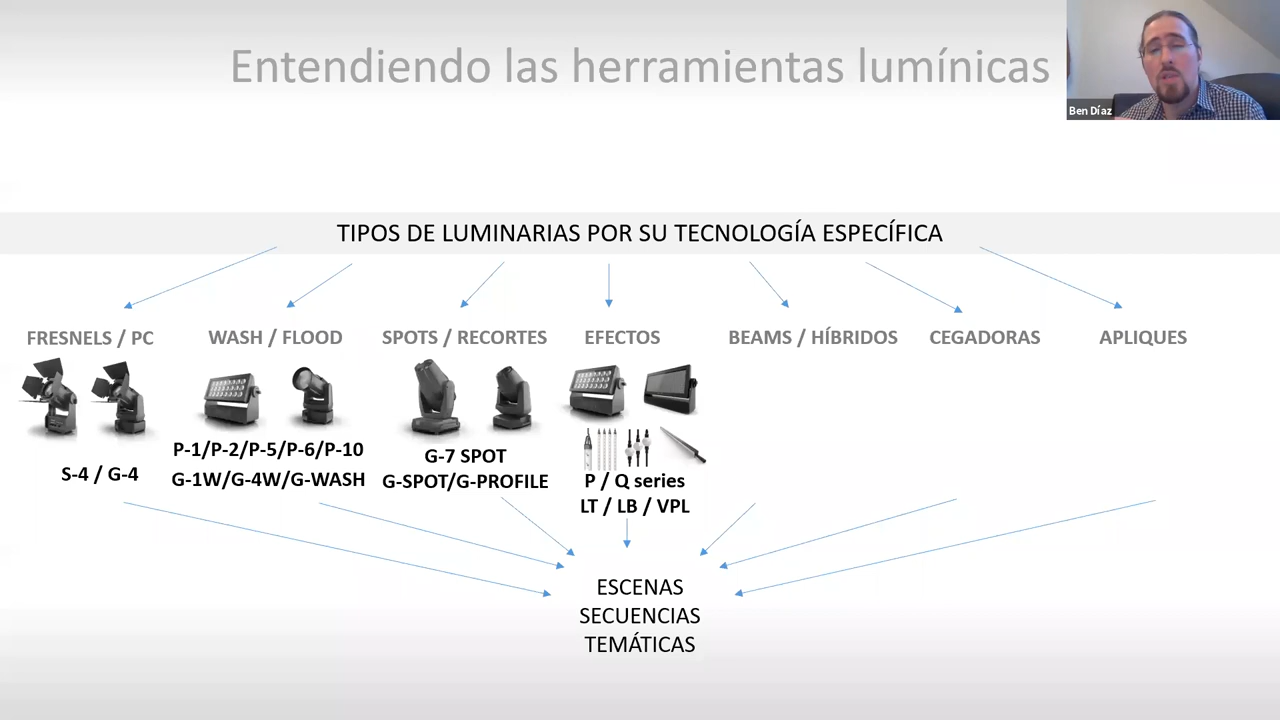 Entendiendo las herramientas lumínicas
Ben Díaz
TIPOS DE LUMINARIAS POR SU TECNOLOGÍA ESPECÍFICA
FRESNELS / PC
WASH / FLOOD
SPOTS / RECORTES
EFECTOS
BEAMS / HÍBRIDOS
CEGADORAS
APLIQUES
S-4 / G-4
P-1/P-2/P-5/P-6/P-10
G-1W/G-4W/G-WASH
G-7 SPOT
G-SPOT/G-PROFILE
P / Q series
LT / LB / VPL
ESCENAS
SECUENCIAS
TEMÁTICAS